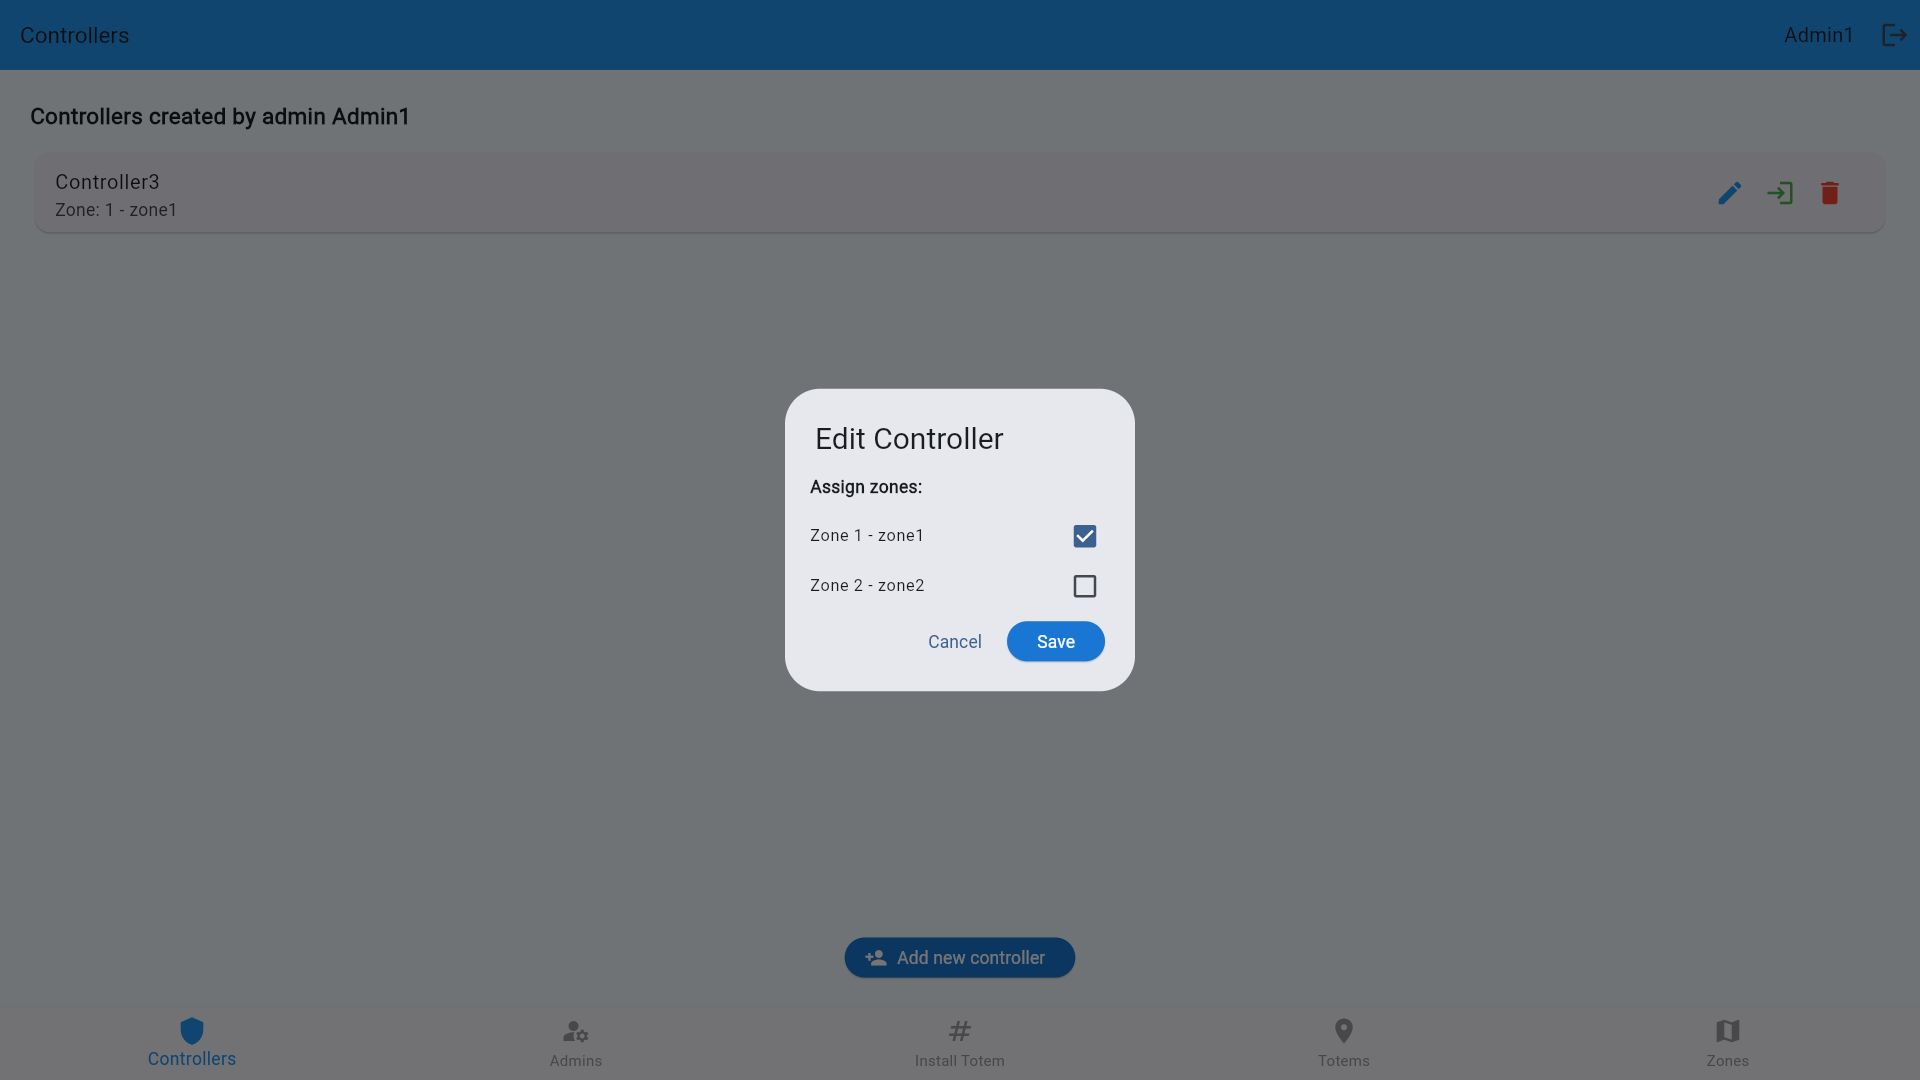 Controllers
Admin1
Controllers created by admin Admin1
Controller3
Zone: 1 - zone1
Edit Controller
Assign zones:
Zone 1 - zone1
Zone 2 - zone2
Cancel
Save
Add new controller
Controllers
Admins
Install Totem
Totems
Zones